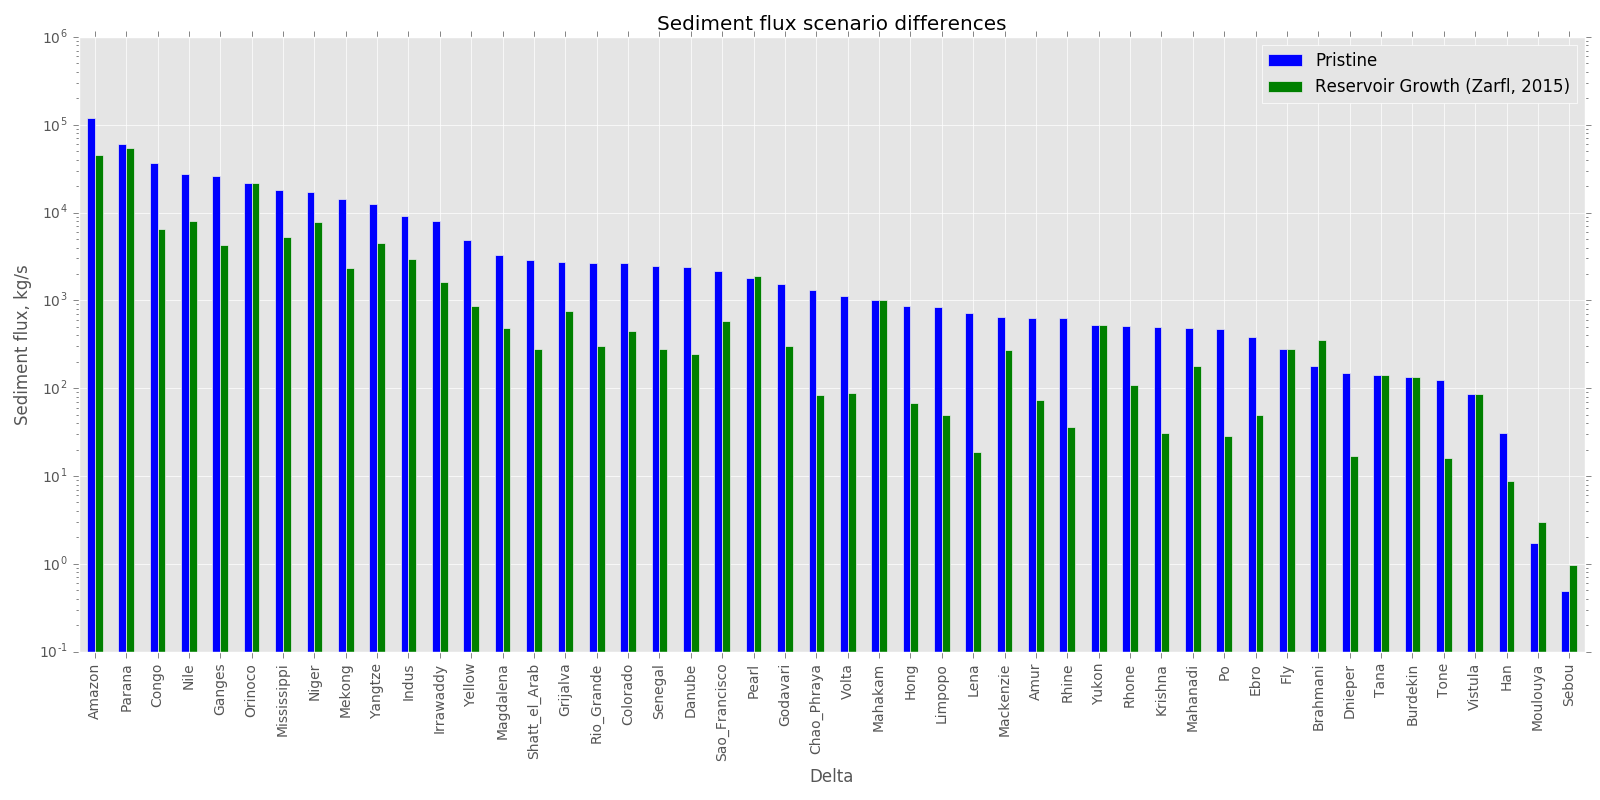 Sediment flux scenario differences
Pristine
Reservoir Growth (Zarfl, 2015)
Sediment flux, kg/s
10^6
10^5
10^4
10^3
10^2
10^1
10^0
10^-1
Amazon
Parana
Congo
Nile
Ganges
Orinoco
Mississippi
Niger
Mekong
Yangtze
Indus
Irrawaddy
Yellow
Magdalena
Shatt_el_Arab
Grijalva
Rio_Grande
Colorado
Senegal
Danube
Sao_Francisco
Pearl
Godavari
Chao_Phraya
Volta
Mahakam
Hong
Limpopo
Lena
Mackenzie
Amur
Rhine
Yukon
Rhone
Krishna
Mahanadi
Po
Ebro
Fly
Brahmani
Dnieper
Tana
Burdekin
Tone
Vistula
Han
Moulouya
Sebou
Delta